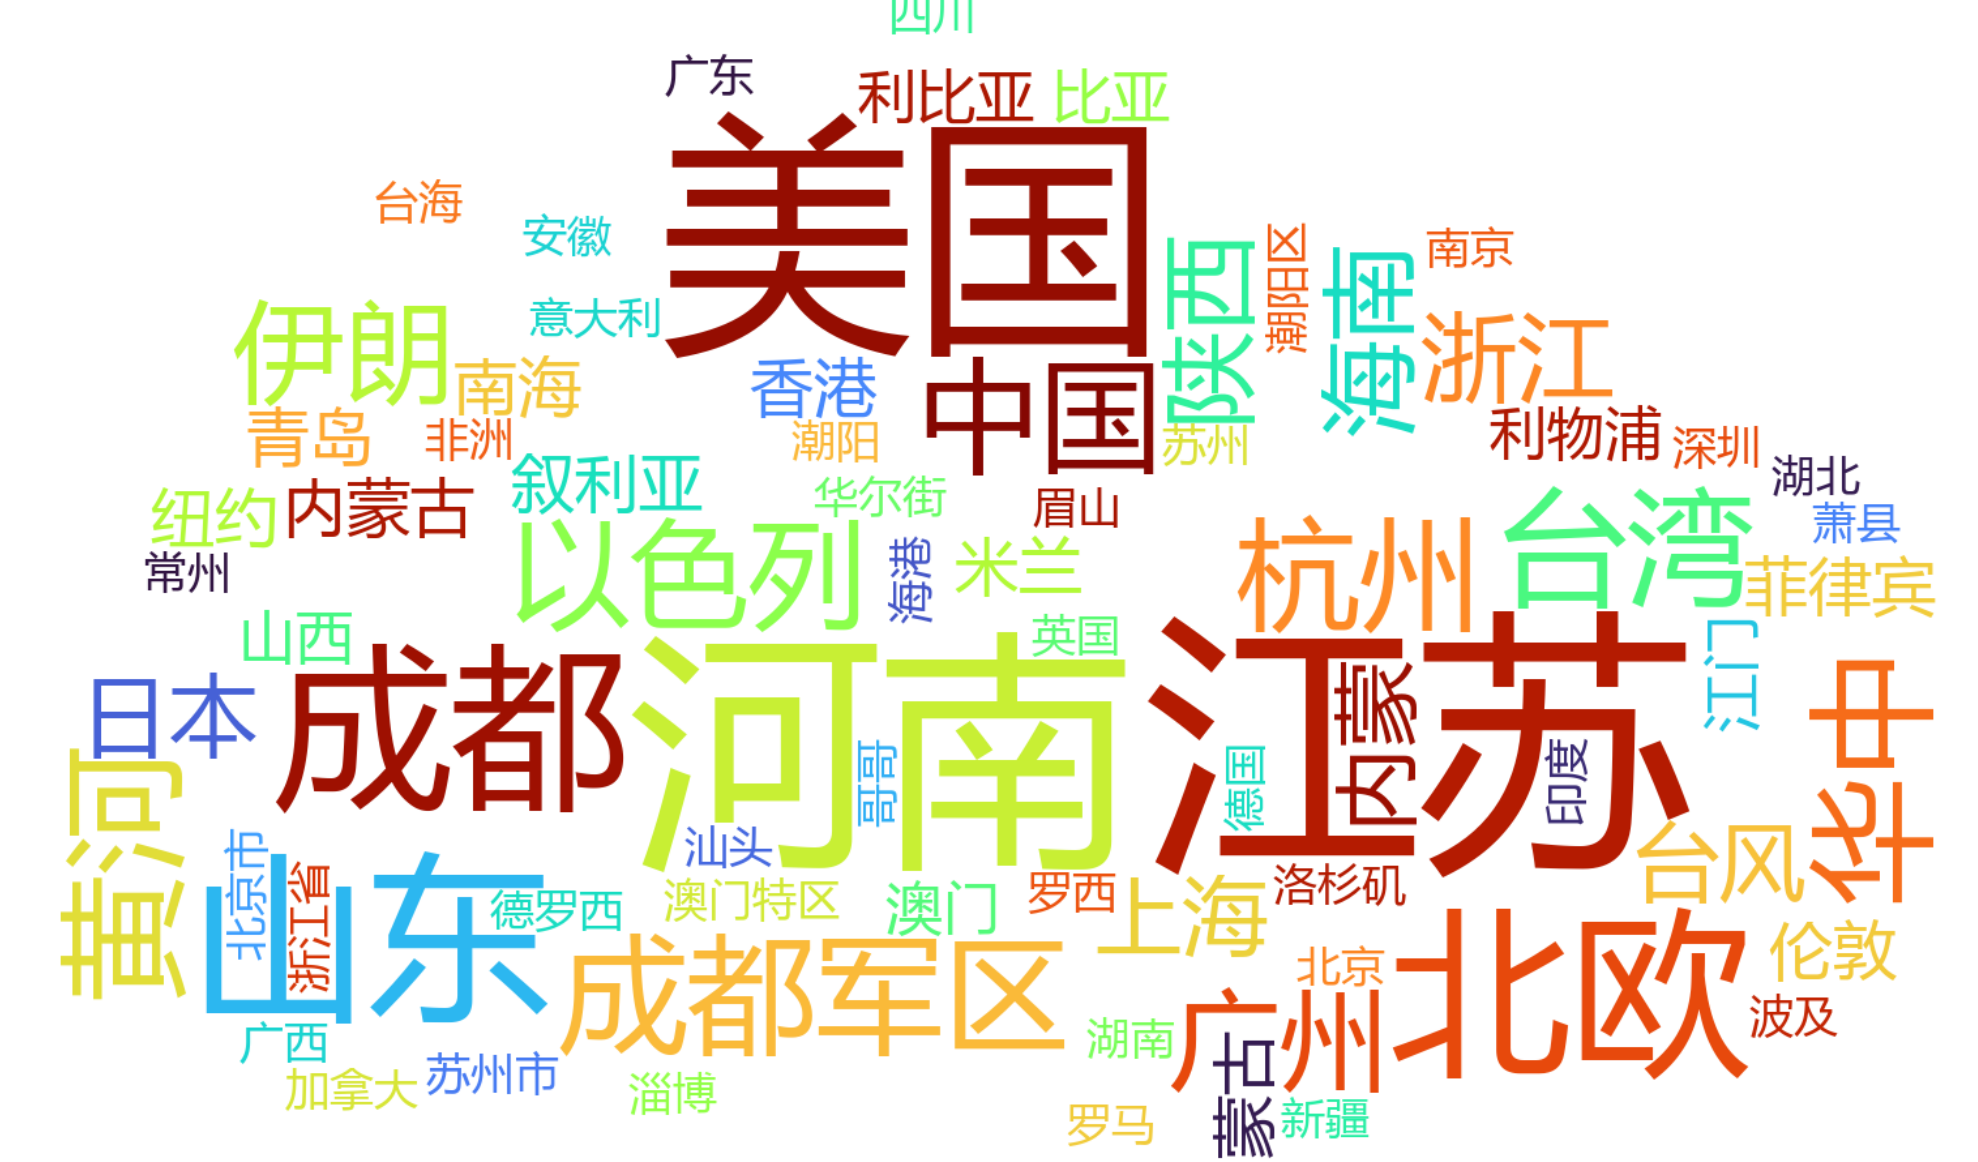 四川
广东
利比亚
比亚
美国
台海
安徽
意大利
陕西
潮阳区
海南
南京
伊朗
南海
香港
中国
浙江
青岛
非洲
潮阳
苏州
利物浦
深圳
湖北
纽约
内蒙古
叙利亚
华尔街
眉山
台湾
萧县
常州
以色列
海港
米兰
杭州
菲律宾
山西
英国
江门
日本
成都
河南
江苏
内蒙
华中
黄河
哥哥
德国
印度
汕头
台风
北京市
浙江省
山东
德罗西
澳门特区
澳门
罗西
上海
洛杉矶
成都军区
北京
北欧
伦敦
广西
湖南
广州
波及
加拿大
苏州市
淄博
蒙古
罗马
新疆